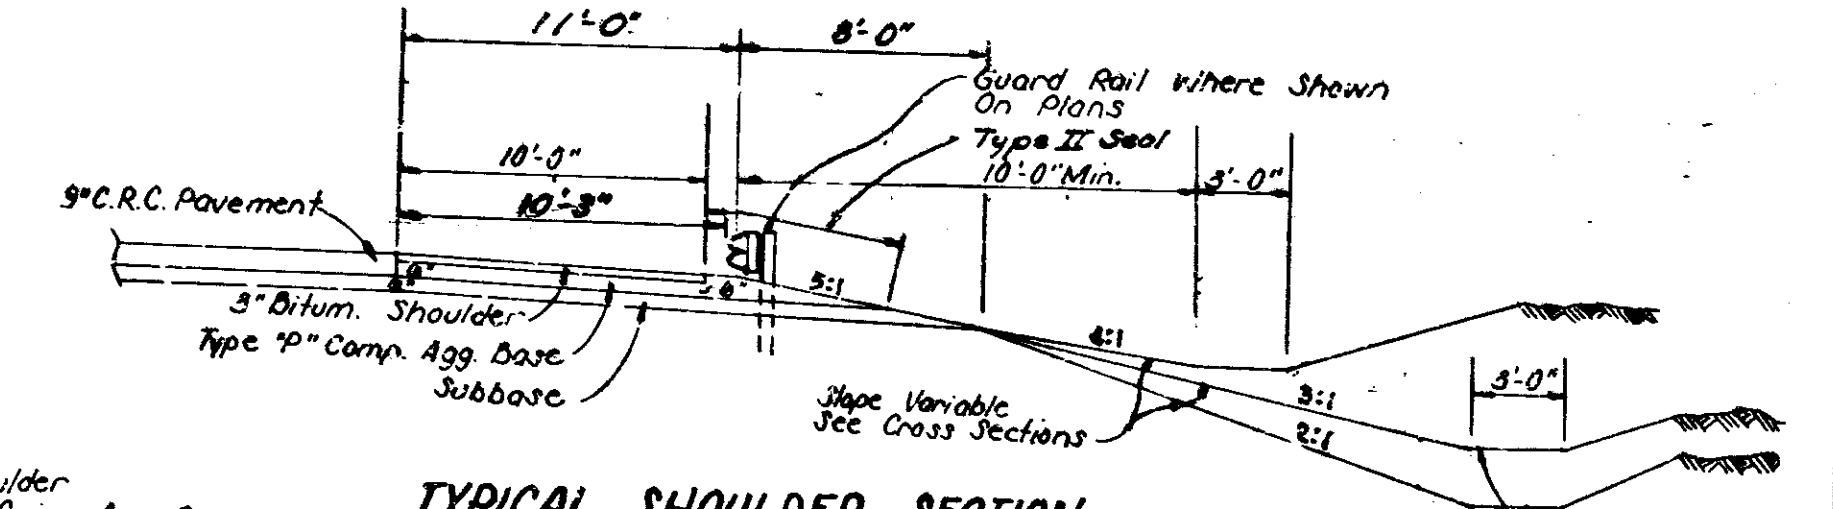 11'-0"
8'-0"
Guard Rail where Shown
On Plans
Type II Seal
10'-0"
10'-0" Min.
3'-0"
9" C.R.C. Pavement
10'-3"
9"
6"
5:1
3" Bitum. Shoulder
Type "P" Comp. Agg. Base
Subbase
4:1
Slope Variable
See Cross Sections
3:1
3'-0"
2:1
TYPICAL SHOULDER SECTION